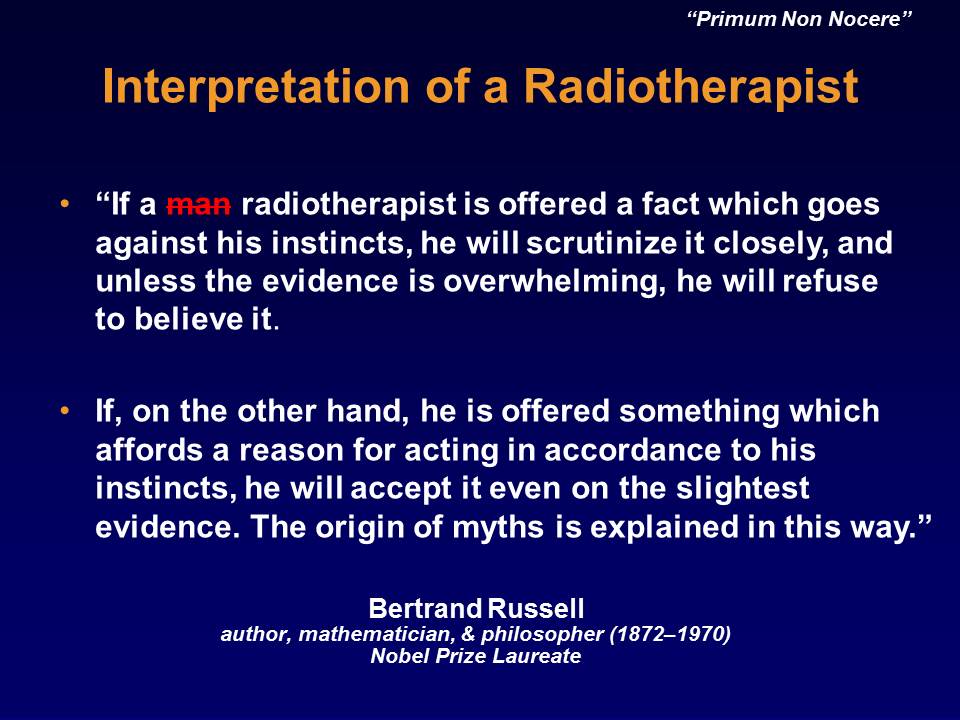 “Primum Non Nocere”
Interpretation of a Radiotherapist
• “If a man radiotherapist is offered a fact which goes
against his instincts, he will scrutinize it closely, and
unless the evidence is overwhelming, he will refuse
to believe it.
• If, on the other hand, he is offered something which
affords a reason for acting in accordance to his
instincts, he will accept it even on the slightest
evidence. The origin of myths is explained in this way.”
Bertrand Russell
author, mathematician, & philosopher (1872–1970)
Nobel Prize Laureate